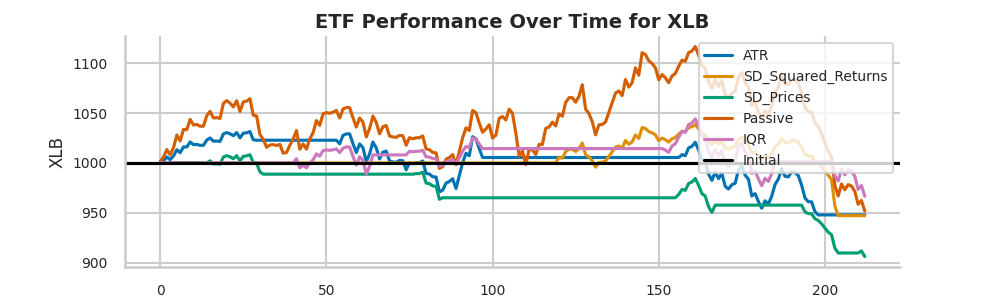 ETF Performance Over Time for XLB
XLB
1100
1050
1000
950
900
0
50
100
150
200
ATR
SD_Squared_Returns
SD_Prices
Passive
IQR
Initial